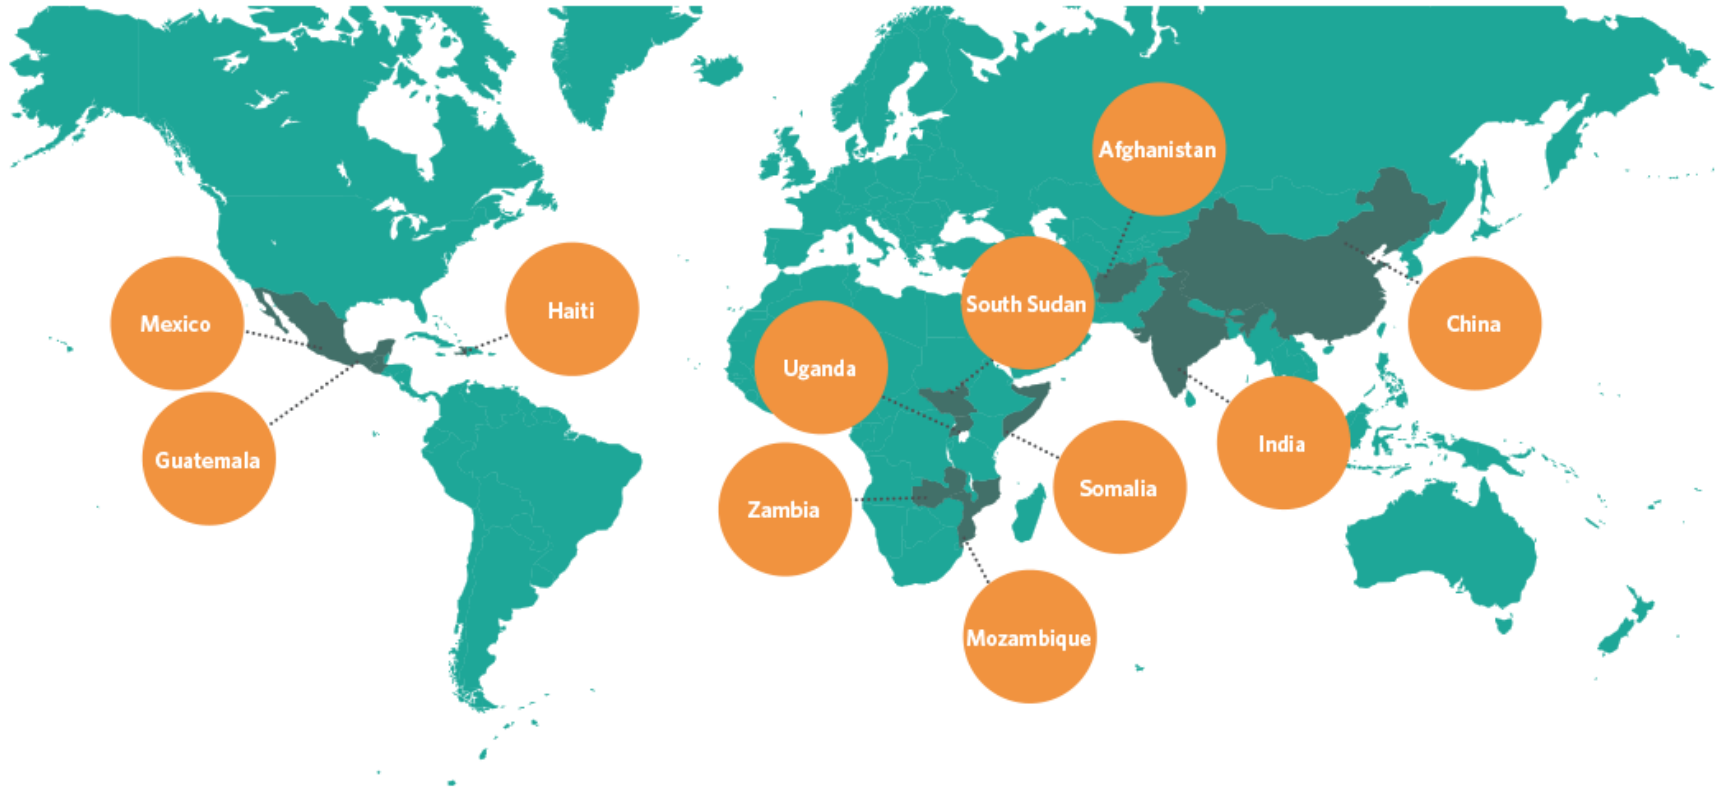 Afghanistan
Mexico
Haiti
South Sudan
China
Uganda
Guatemala
India
Zambia
Somalia
Mozambique